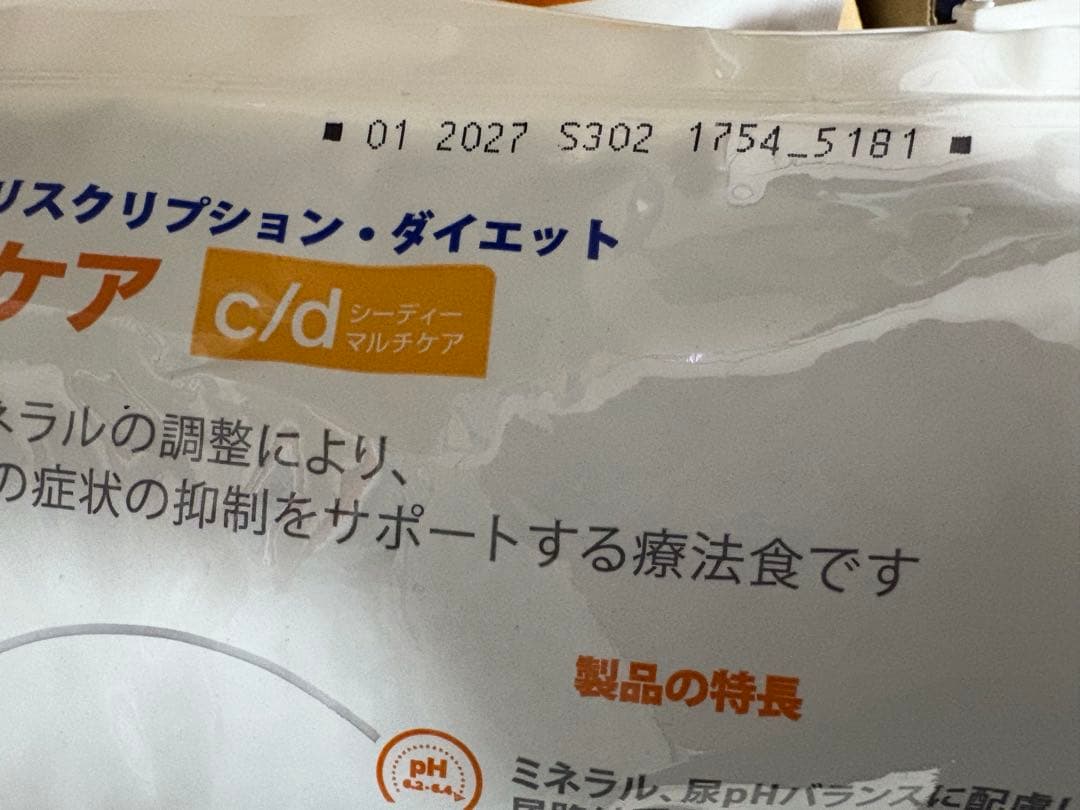 ■ 01 2027 S302 1754_5181 ■
リスクリプション・ダイエット
ケア
c/d シーディー
マルチケア
ネラルの調整により、
の症状の抑制をサポートする療法食です
製品の特長
pH
6.2-6.4
ミネラル、尿pHバランスに配慮し